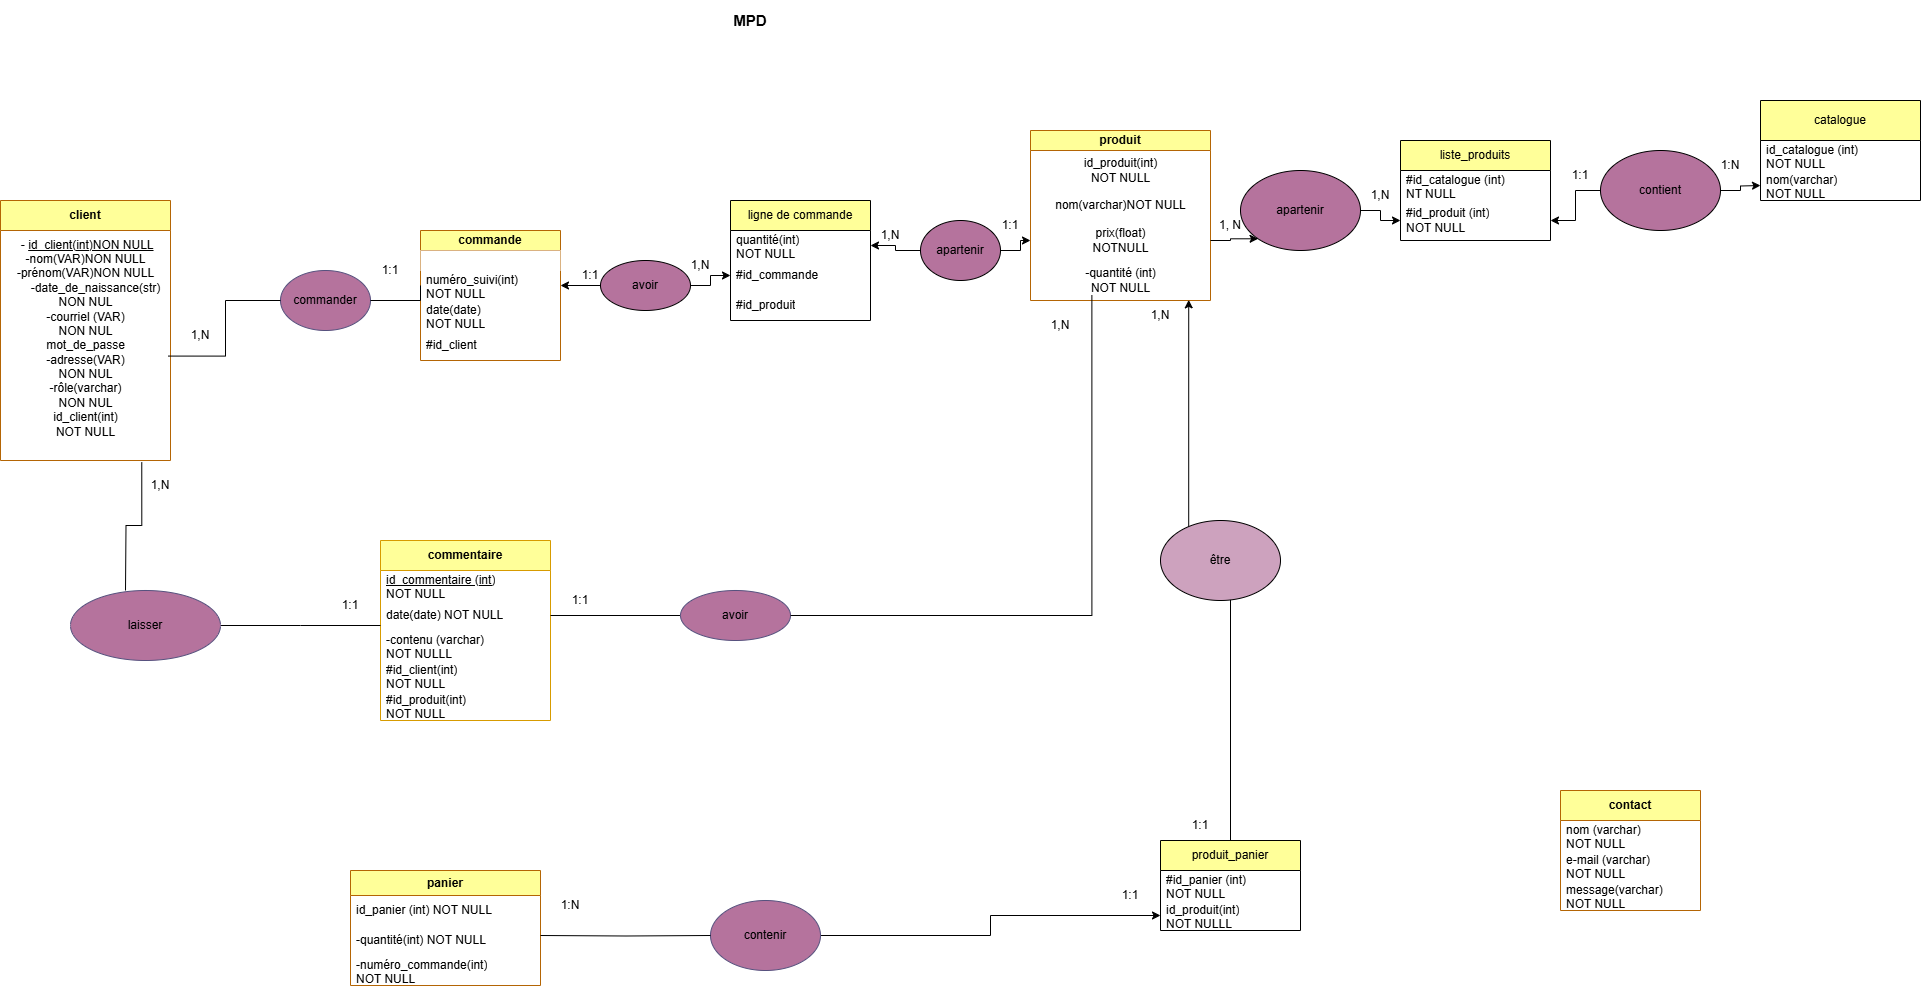 MPD
client
- id_client(int)NON NULL
-nom(VAR)NON NULL
-prénom(VAR)NON NULL
-date_de_naissance(str)
NON NUL
-courriel (VAR)
NON NUL
mot_de_passe
-adresse(VAR)
NON NUL
-rôle(varchar)
NON NUL
id_client(int)
NOT NULL
1,N
commander
1:1
commande
numéro_suivi(int)
NOT NULL
date(date)
NOT NULL
#id_client
1:1
avoir
1,N
ligne de commande
quantité(int)
NOT NULL
#id_commande
#id_produit
1,N
apartenir
1:1
produit
id_produit(int)
NOT NULL
nom(varchar)NOT NULL
prix(float)
NOTNULL
-quantité (int)
NOT NULL
1, N
apartenir
1,N
liste_produits
#id_catalogue (int)
NT NULL
#id_produit (int)
NOT NULL
1:1
contient
1:N
catalogue
id_catalogue (int)
NOT NULL
nom(varchar)
NOT NULL
1,N
1,N
1,N
laisser
1:1
commentaire
id_commentaire (int)
NOT NULL
date(date) NOT NULL
-contenu (varchar)
NOT NULLL
#id_client(int)
NOT NULL
#id_produit(int)
NOT NULL
1:1
avoir
être
1:1
panier
id_panier (int) NOT NULL
-quantité(int) NOT NULL
-numéro_commande(int)
NOT NULL
1:N
contenir
1:1
produit_panier
#id_panier (int)
NOT NULL
id_produit(int)
NOT NULLL
contact
nom (varchar)
NOT NULL
e-mail (varchar)
NOT NULL
message(varchar)
NOT NULL